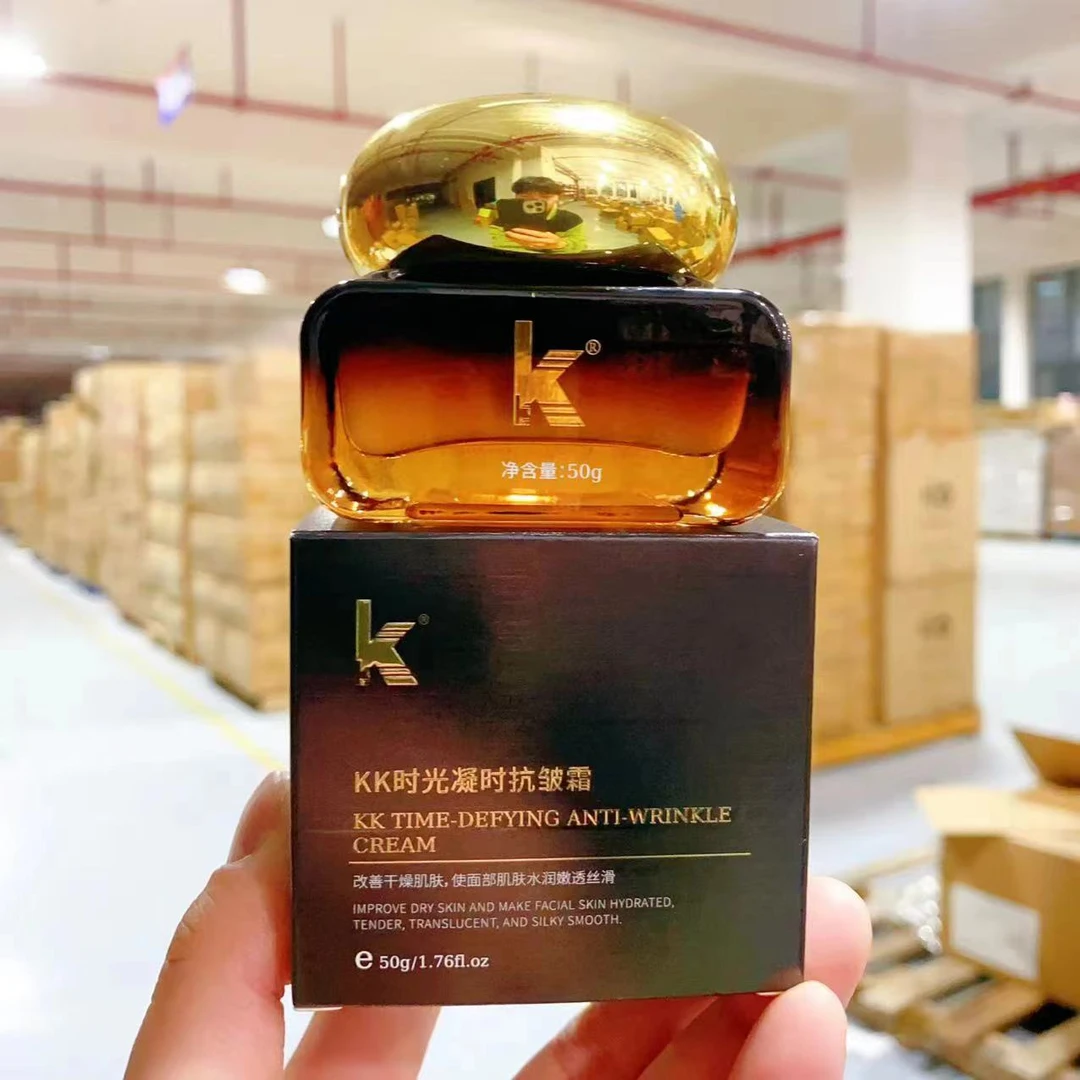 k®
净含量:50g
k®
KK时光凝时抗皱霜
KK TIME-DEFYING ANTI-WRINKLE
CREAM
改善干燥肌肤,使面部肌肤水润嫩透丝滑
IMPROVE DRY SKIN AND MAKE FACIAL SKIN HYDRATED,
TENDER, TRANSLUCENT, AND SILKY SMOOTH.
e 50g/1.76fl.oz